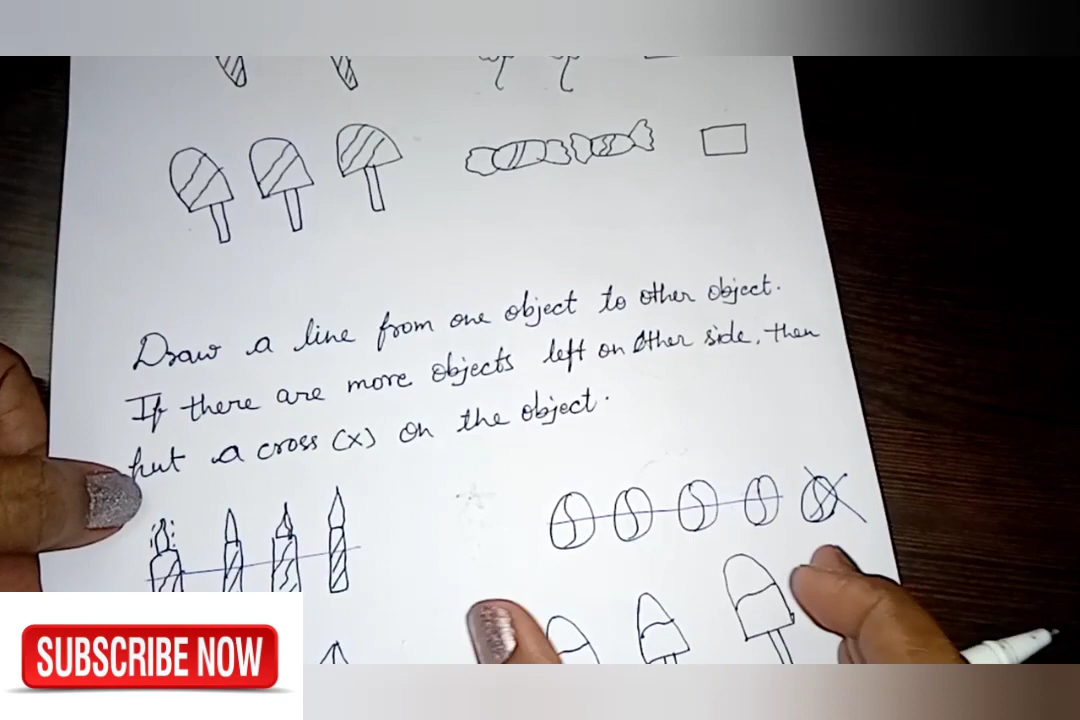 Draw a line from one object to other object.
If there are more objects left on other side, then
put a cross (x) on the object.
SUBSCRIBE NOW